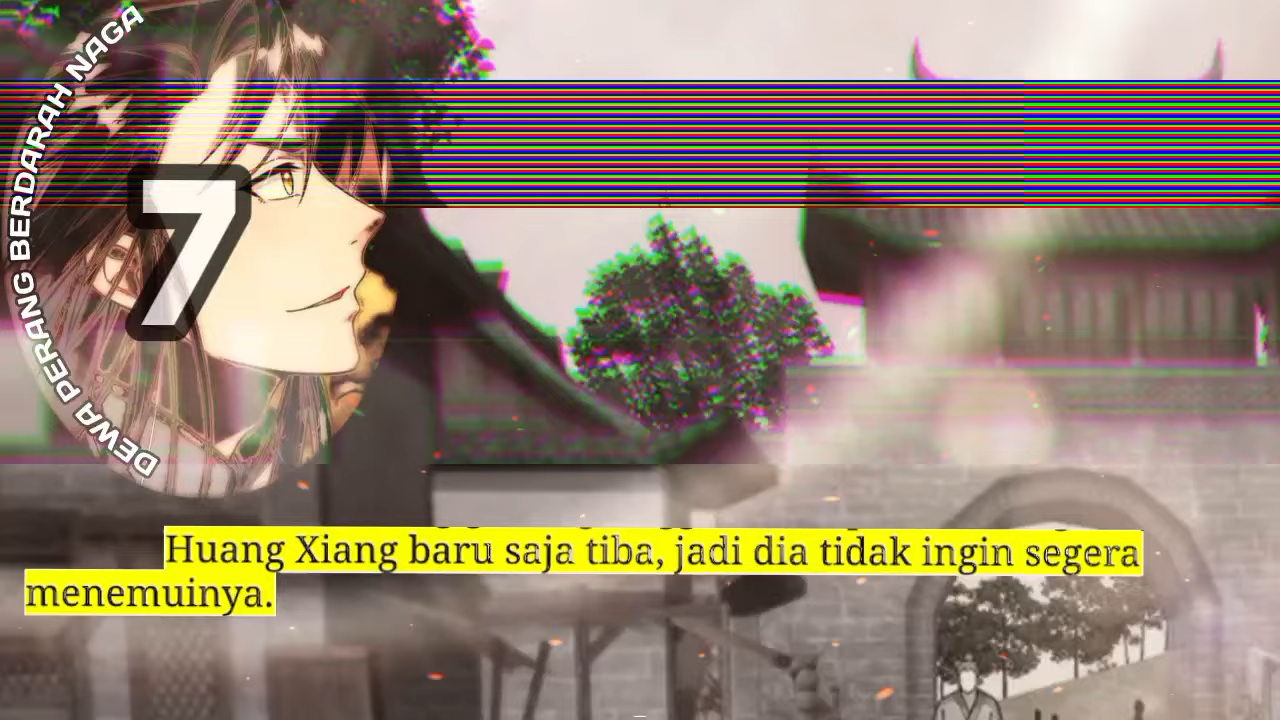 DEWA PERANG BERDARAH NAGA
7
Huang Xiang baru saja tiba, jadi dia tidak ingin segera
menemuinya.